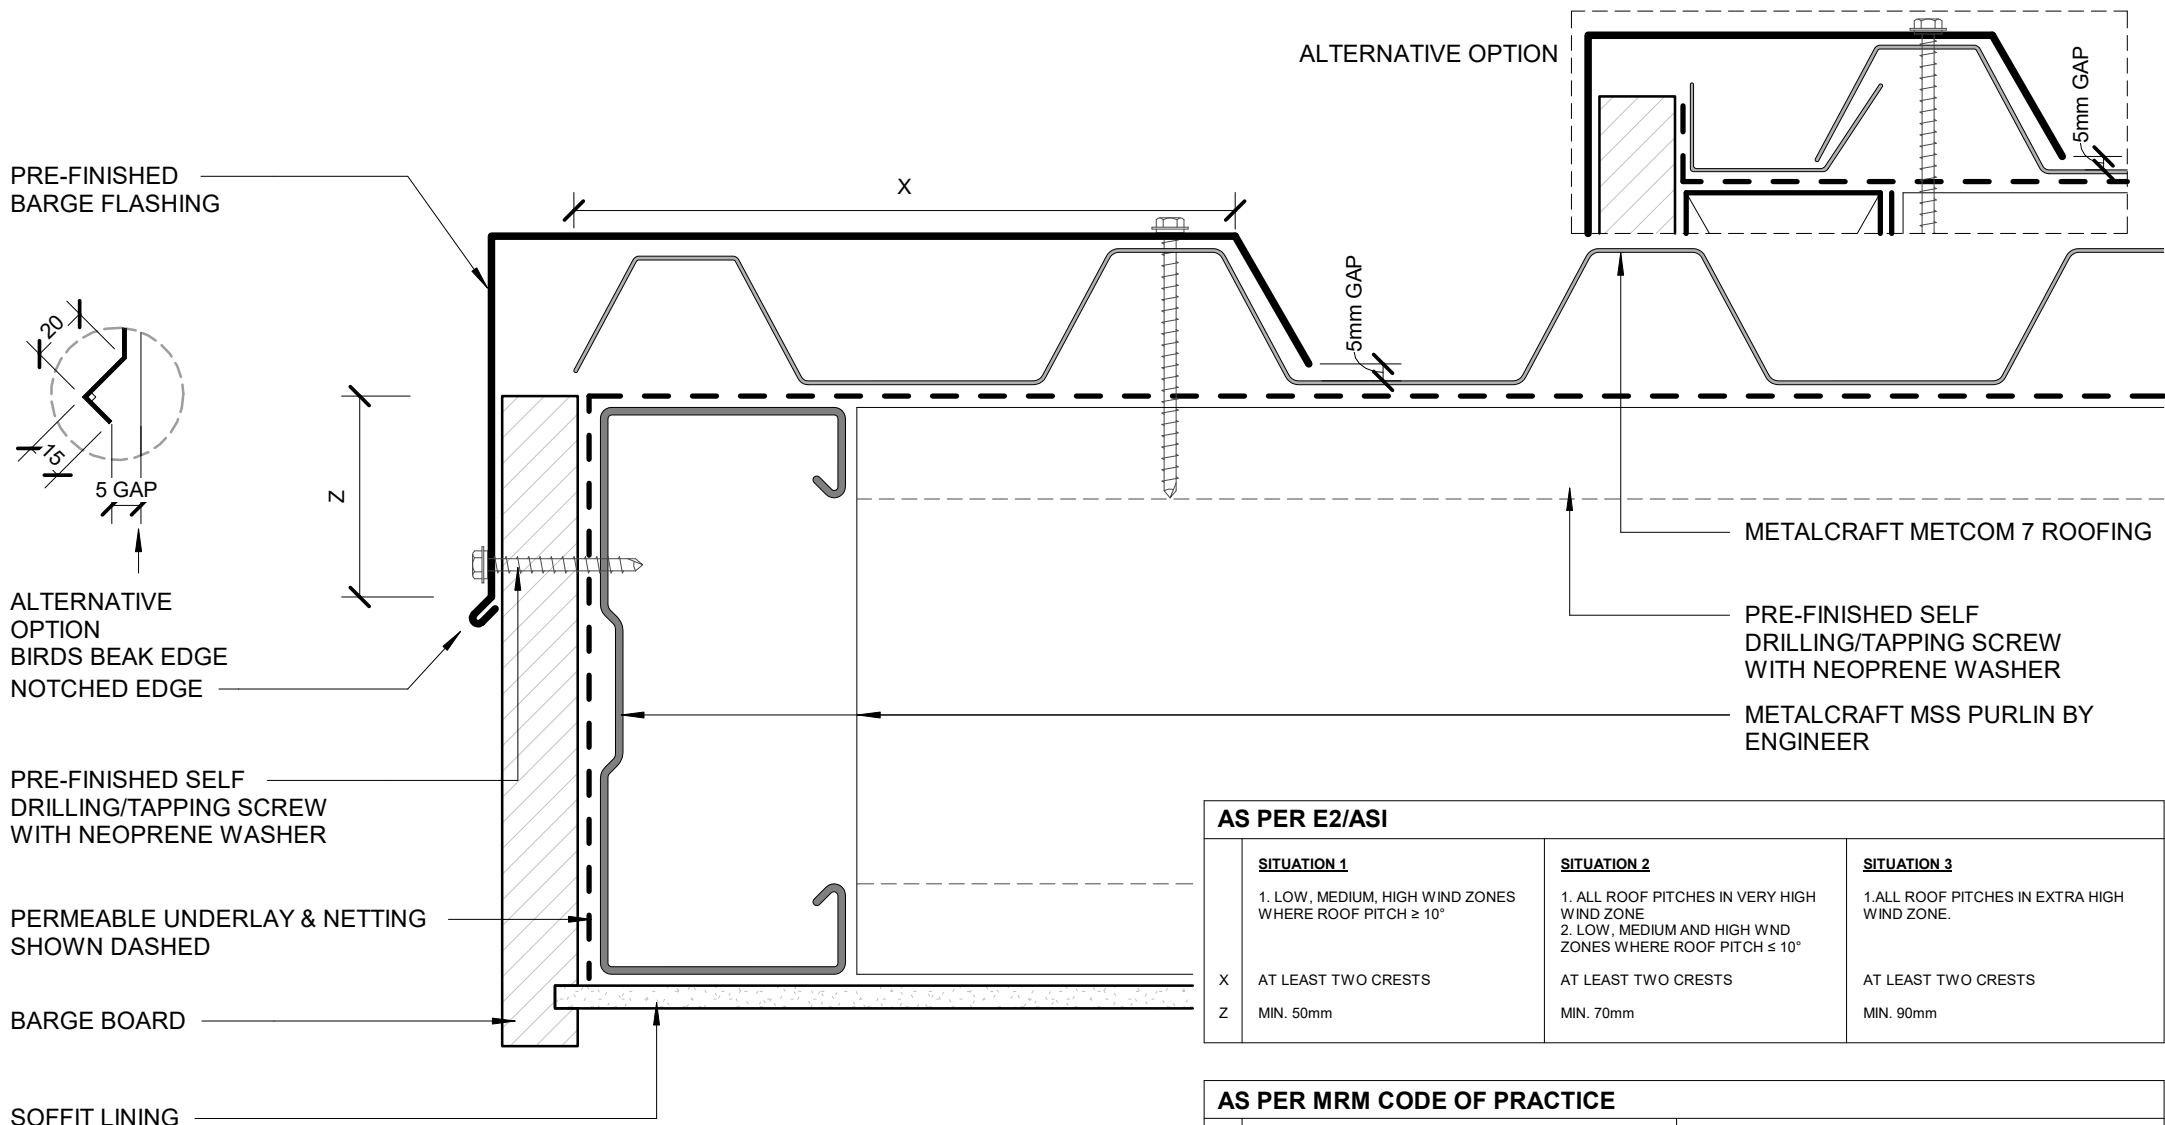 ALTERNATIVE OPTION
5mm GAP
PRE-FINISHED
BARGE FLASHING
X
5mm GAP
20
15
5 GAP
Z
ALTERNATIVE
OPTION
BIRDS BEAK EDGE
NOTCHED EDGE
METALCRAFT METCOM 7 ROOFING
PRE-FINISHED SELF
DRILLING/TAPPING SCREW
WITH NEOPRENE WASHER
METALCRAFT MSS PURLIN BY
ENGINEER
PRE-FINISHED SELF
DRILLING/TAPPING SCREW
WITH NEOPRENE WASHER
PERMEABLE UNDERLAY & NETTING
SHOWN DASHED
BARGE BOARD
SOFFIT LINING
AS PER E2/ASI
SITUATION 1
1. LOW, MEDIUM, HIGH WIND ZONES
WHERE ROOF PITCH ≥ 10°
SITUATION 2
1. ALL ROOF PITCHES IN VERY HIGH
WIND ZONE
2. LOW, MEDIUM AND HIGH WND
ZONES WHERE ROOF PITCH ≤ 10°
SITUATION 3
1.ALL ROOF PITCHES IN EXTRA HIGH
WIND ZONE.
X AT LEAST TWO CRESTS AT LEAST TWO CRESTS AT LEAST TWO CRESTS
Z MIN. 50mm MIN. 70mm MIN. 90mm
AS PER MRM CODE OF PRACTICE